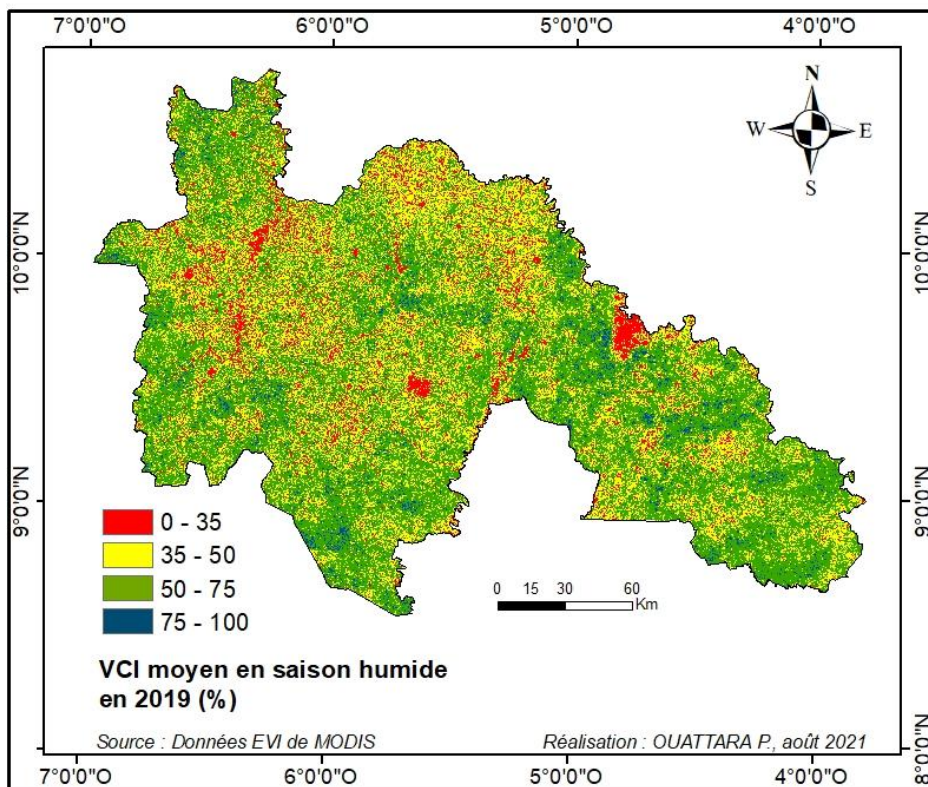 7°0'0"O 6°0'0"O 5°0'0"O 4°0'0"O
N
W E
S
10°0'0"N 10°0'0"N
9°0'0"N 9°0'0"N
0 - 35
35 - 50
50 - 75
75 - 100
0 15 30 60
Km
VCI moyen en saison humide
en 2019 (%)
Source : Données EVI de MODIS Réalisation : OUATTARA P., août 2021
8°0'0"N
7°0'0"O 6°0'0"O 5°0'0"O 4°0'0"O